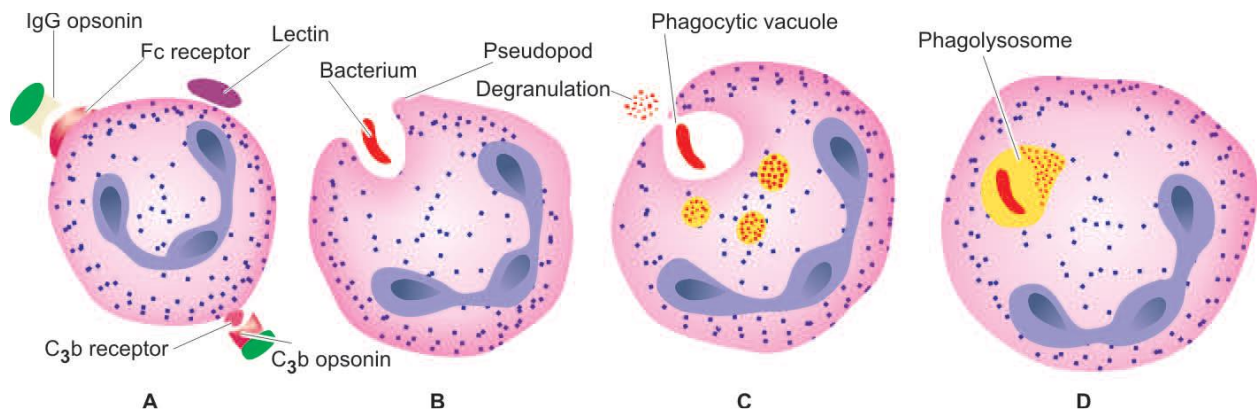 IgG opsonin
Fc receptor
Lectin
Bacterium
Pseudopod
Degranulation
Phagocytic vacuole
Phagolysosome
C3b receptor
C3b opsonin
A
B
C
D